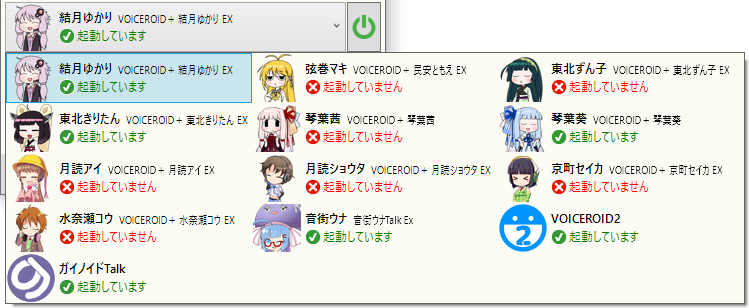 結月ゆかり VOICEROID+ 結月ゆかり EX
起動しています
結月ゆかり VOICEROID+ 結月ゆかり EX
起動しています
弦巻マキ VOICEROID+ 民安ともえ EX
起動していません
東北ずん子 VOICEROID+ 東北ずん子 EX
起動していません
東北きりたん VOICEROID+ 東北きりたん EX
起動しています
琴葉茜 VOICEROID+ 琴葉茜
起動していません
琴葉葵 VOICEROID+ 琴葉葵
起動しています
月読アイ VOICEROID+ 月読アイ EX
起動していません
月読ショウタ VOICEROID+ 月読ショウタ EX
起動していません
京町セイカ VOICEROID+ 京町セイカ EX
起動していません
水奈瀬コウ VOICEROID+ 水奈瀬コウ EX
起動していません
音街ウナ 音街ウナTalk Ex
起動しています
2
VOICEROID2
起動しています
ガイノイドTalk
起動しています